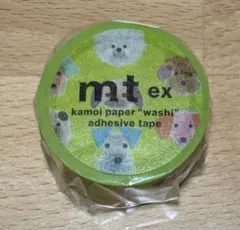 mt ex
kamoi paper "washi"
adhesive tape